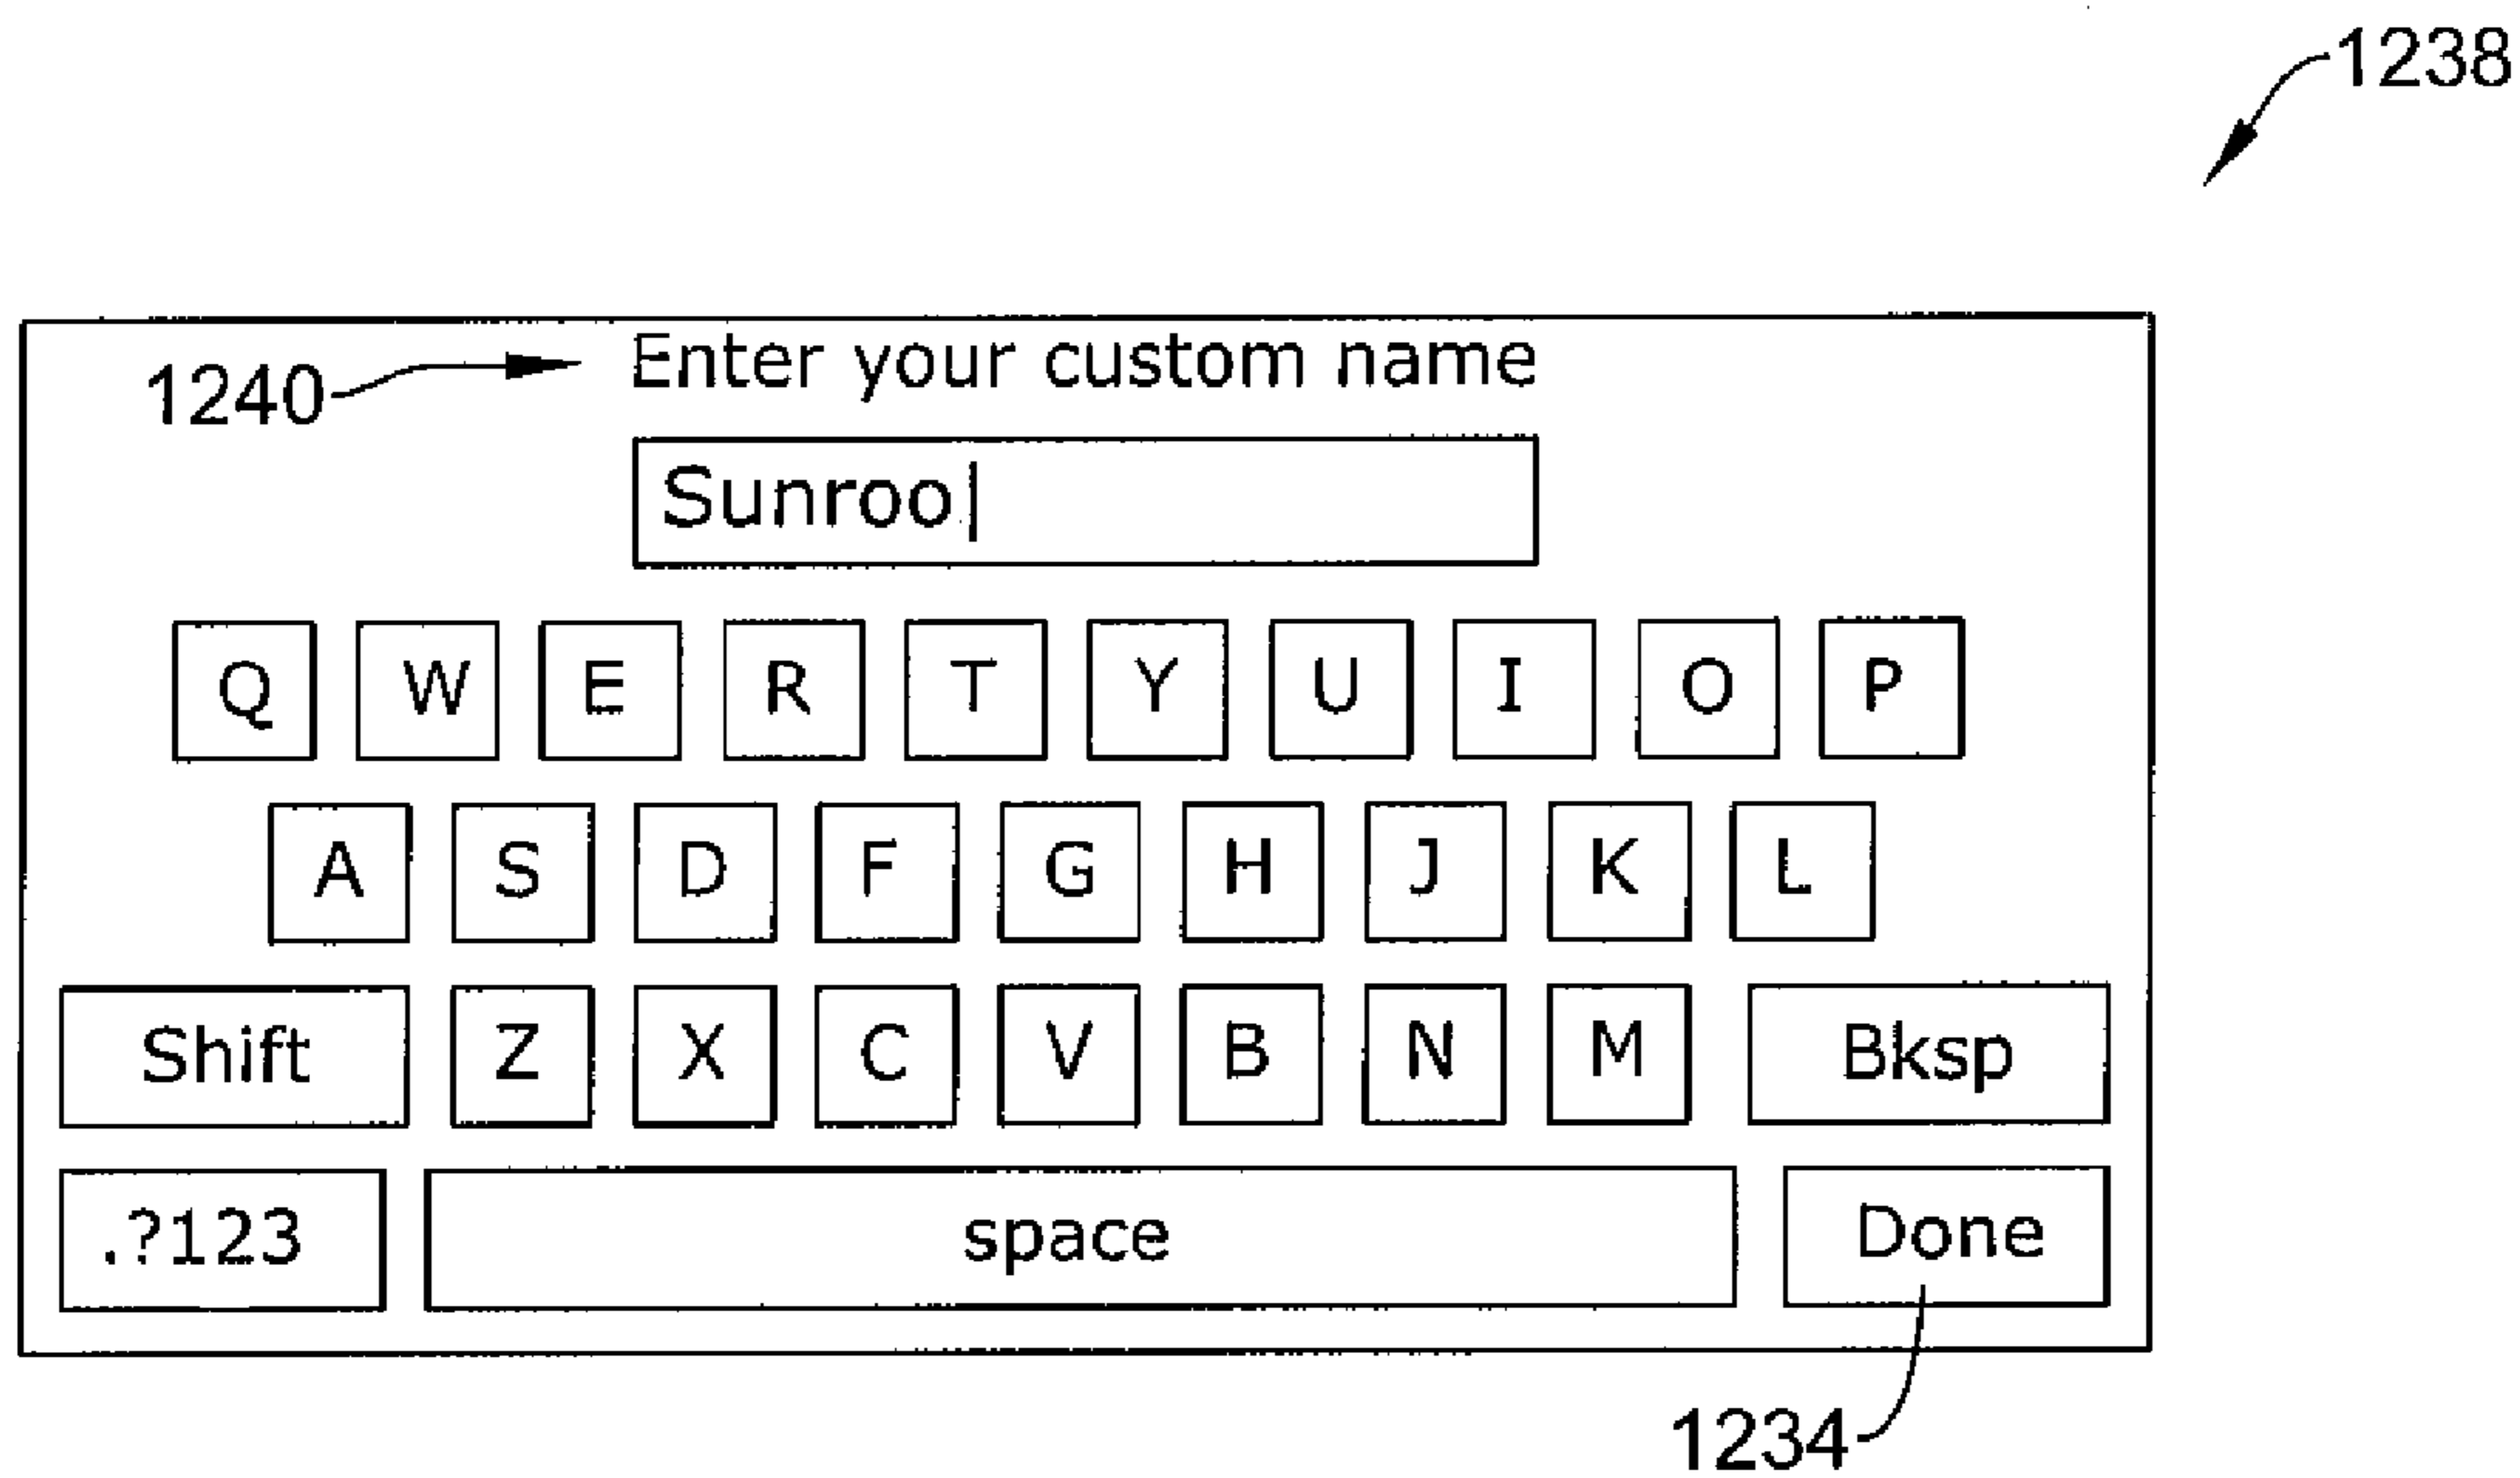 1238
1240 Enter your custom name
Sunroo
Q W E R T Y U I O P
A S D F G H J K L
Shift Z X C V B N M Bksp
.?123 space Done
1234